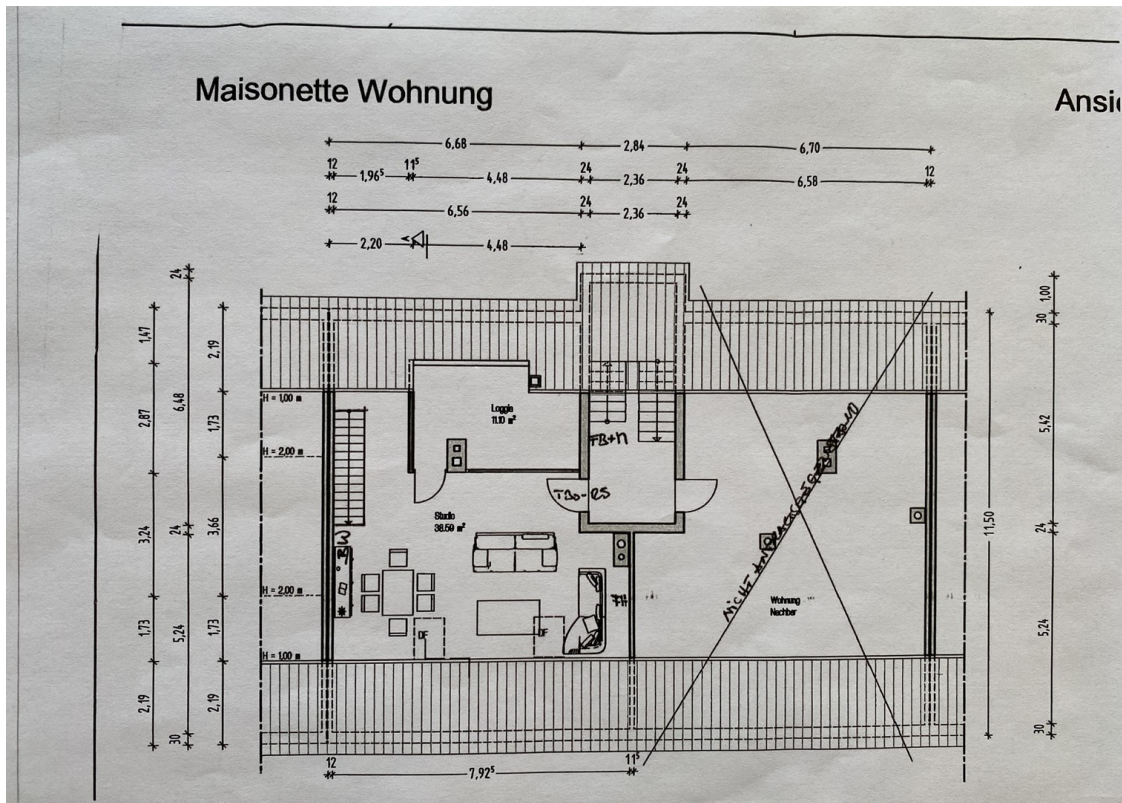 Maisonette Wohnung
Ansi
6,68 2,84 6,70
12 1,96⁵ 11⁵ 4,48 24 2,36 24 6,58 12
12 6,56 24 2,36 24
2,20 4,48
24
1,47
2,87
3,24
1,73
2,19
6,48
24
5,24
30
2,19
1,73
3,66
1,73
2,19
H = 1,00 m
H = 2,00 m
H = 2,00 m
H = 1,00 m
Loggia
11.10 m²
Studio
38.59 m²
BW
DF
DF
Wohnung
Nachbar
11,50
1,00
30
5,42
24
5,24
30
12 7,92⁵ 11⁵